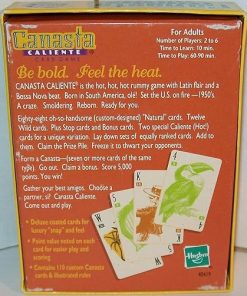 Canasta
CALIENTE
CARD GAME
For Adults
Number of Players: 2 to 6
Time to Learn: 10 min.
Time to Play: 60-90 min.
Be bold. Feel the heat.
CANASTA CALIENTE® is the hot, hot, hot, rummy game with Latin flair and a
Bossa Nova beat. Born in South America, olé! Set the U.S. on fire —1950's.
A craze. Smoldering. Reborn. Ready for you.
Eighty-eight oh-so-handsome (custom-designed) "Natural" cards. Twelve
Wild cards. Plus Stop cards and Bonus cards. Two special Caliente (Hot!)
cards for a unique variation. Lay down sets of equally ranked cards. Add to
them. Claim the Prize Pile. Freeze it to thwart your opponents.
Form a Canasta—(seven or more cards of the same
type). Go out. Claim a bonus. Score 5,000
points. You win!
Gather your best amigos. Choose a
partner, si? Canasta Caliente.
Come out and play.
• Deluxe coated cards for
luxury "snap" and feel
• Point value noted on each
card for easier play and
scoring
• Contains 110 custom Canasta
cards & illustrated rules
4
5
6
7
Hasbro